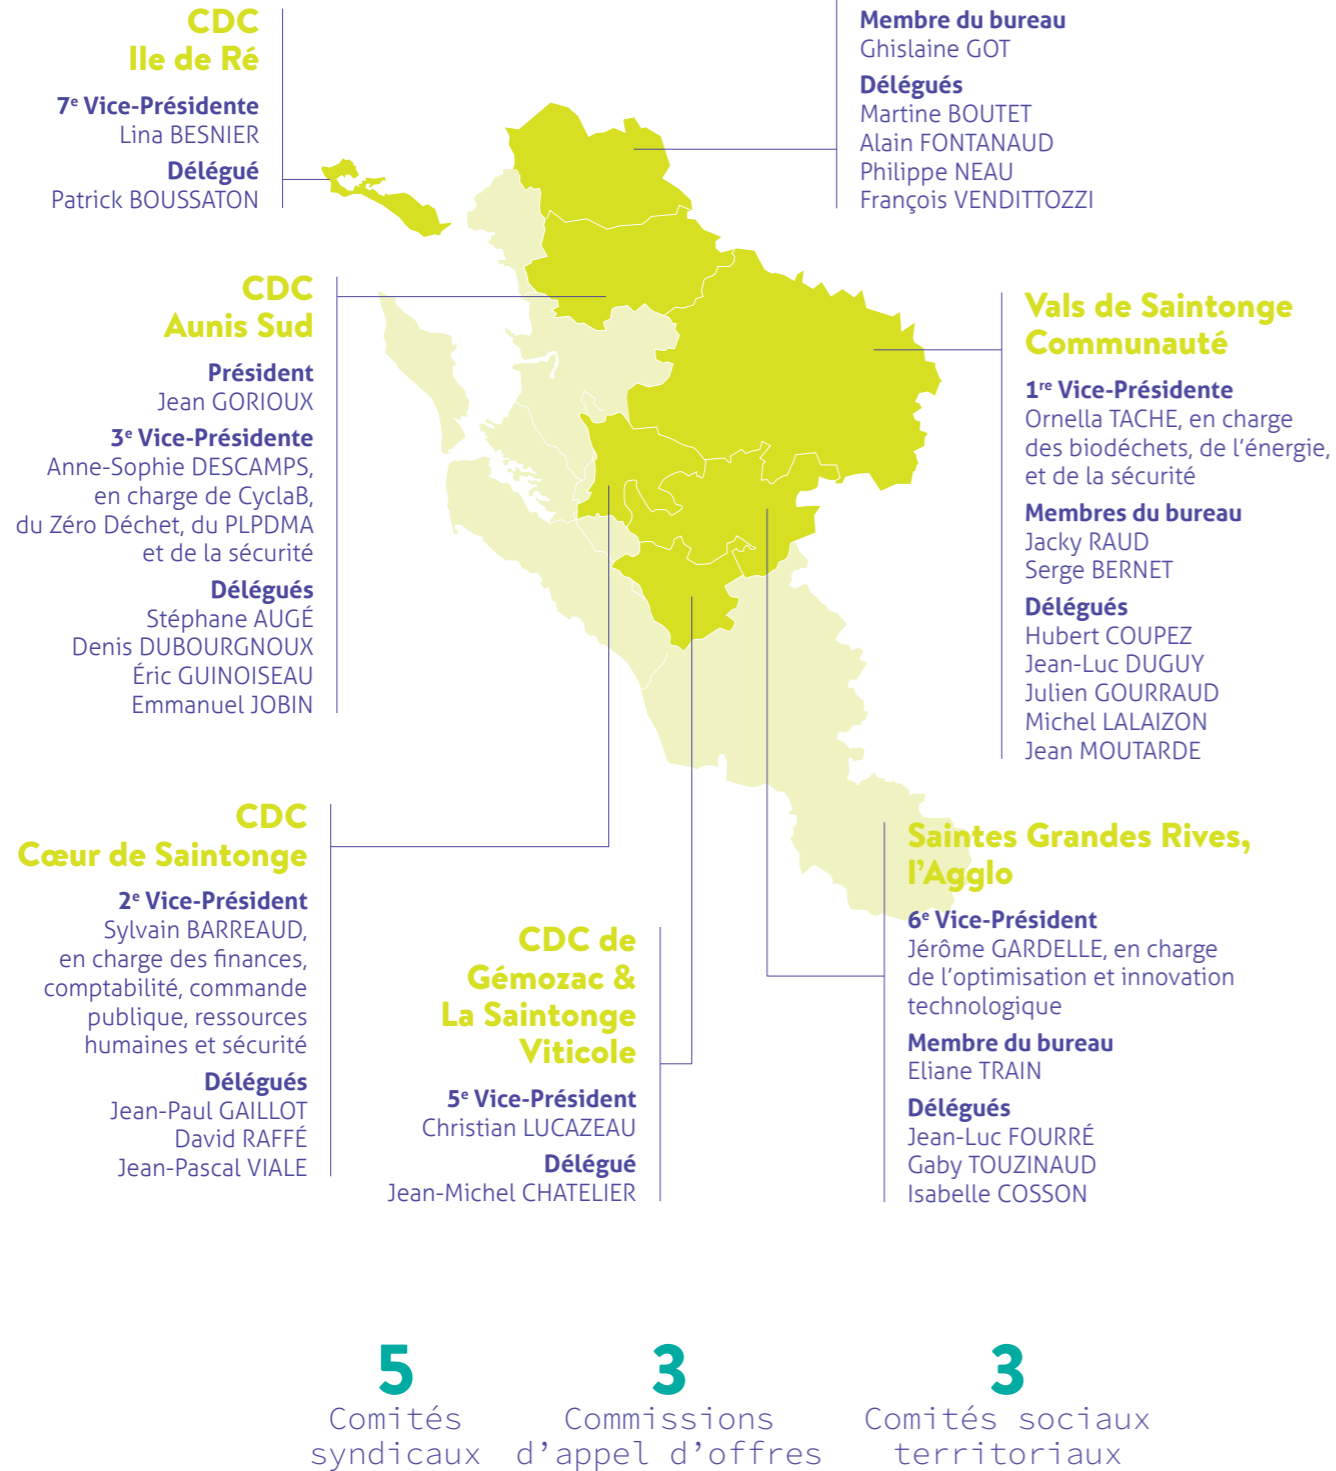 CDC
Ile de Ré
7e Vice-Présidente
Lina BESNIER
Délégué
Patrick BOUSSATON
Membre du bureau
Ghislaine GOT
Délégués
Martine BOUTET
Alain FONTANAUD
Philippe NEAU
François VENDITTOZZI
CDC
Aunis Sud
Président
Jean GORIOUX
3e Vice-Présidente
Anne-Sophie DESCAMPS,
en charge de CyclaB,
du Zéro Déchet, du PLPDMA
et de la sécurité
Délégués
Stéphane AUGÉ
Denis DUBOURGNOUX
Éric GUINOISEAU
Emmanuel JOBIN
Vals de Saintonge
Communauté
1re Vice-Présidente
Ornella TACHE, en charge
des biodéchets, de l’énergie,
et de la sécurité
Membres du bureau
Jacky RAUD
Serge BERNET
Délégués
Hubert COUPEZ
Jean-Luc DUGUY
Julien GOURRAUD
Michel LALAIZON
Jean MOUTARDE
CDC
Cœur de Saintonge
2e Vice-Président
Sylvain BARREAUD,
en charge des finances,
comptabilité, commande
publique, ressources
humaines et sécurité
Délégués
Jean-Paul GAILLOT
David RAFFÉ
Jean-Pascal VIALE
CDC de
Gémozac &
La Saintonge
Viticole
5e Vice-Président
Christian LUCAZEAU
Délégué
Jean-Michel CHATELIER
Saintes Grandes Rives,
l’Agglo
6e Vice-Président
Jérôme GARDELLE, en charge
de l’optimisation et innovation
technologique
Membre du bureau
Eliane TRAIN
Délégués
Jean-Luc FOURRÉ
Gaby TOUZINAUD
Isabelle COSSON
5
Comités
syndicaux
3
Commissions
d’appel d’offres
3
Comités sociaux
territoriaux